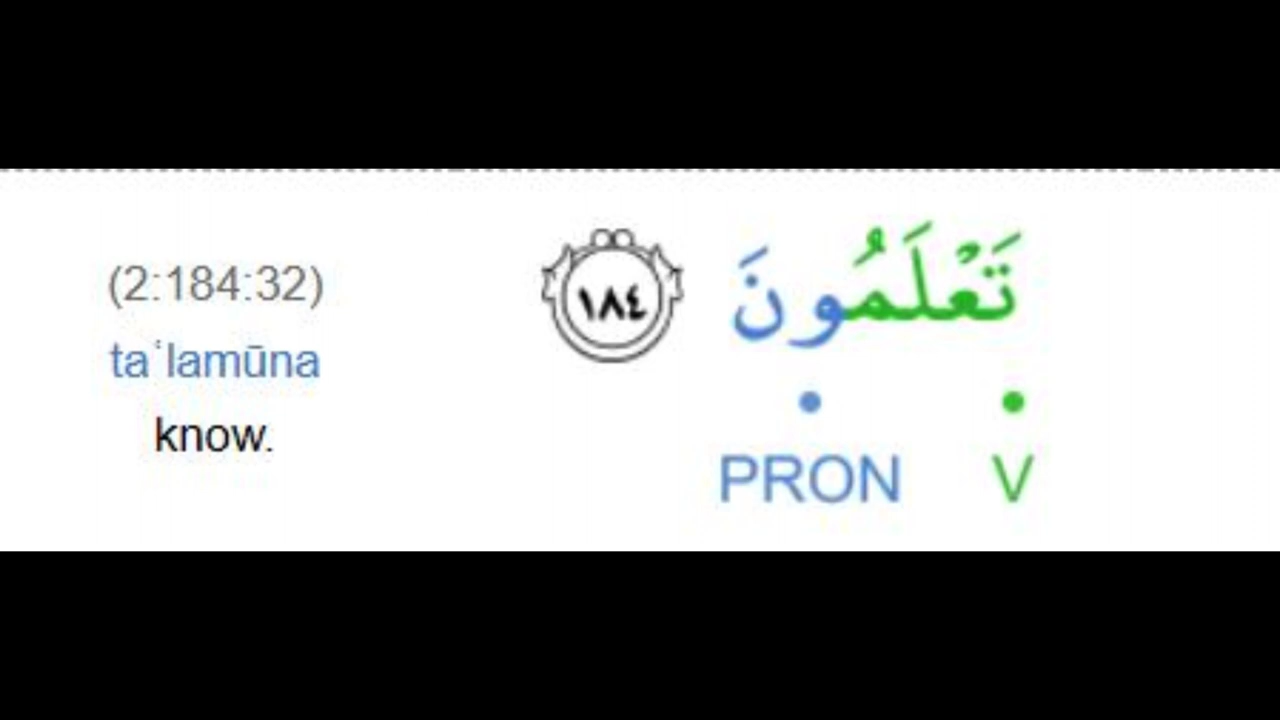 (2:184:32)
taʿlamūna
know.
تَعْلَمُونَ ١٨٤
PRON V